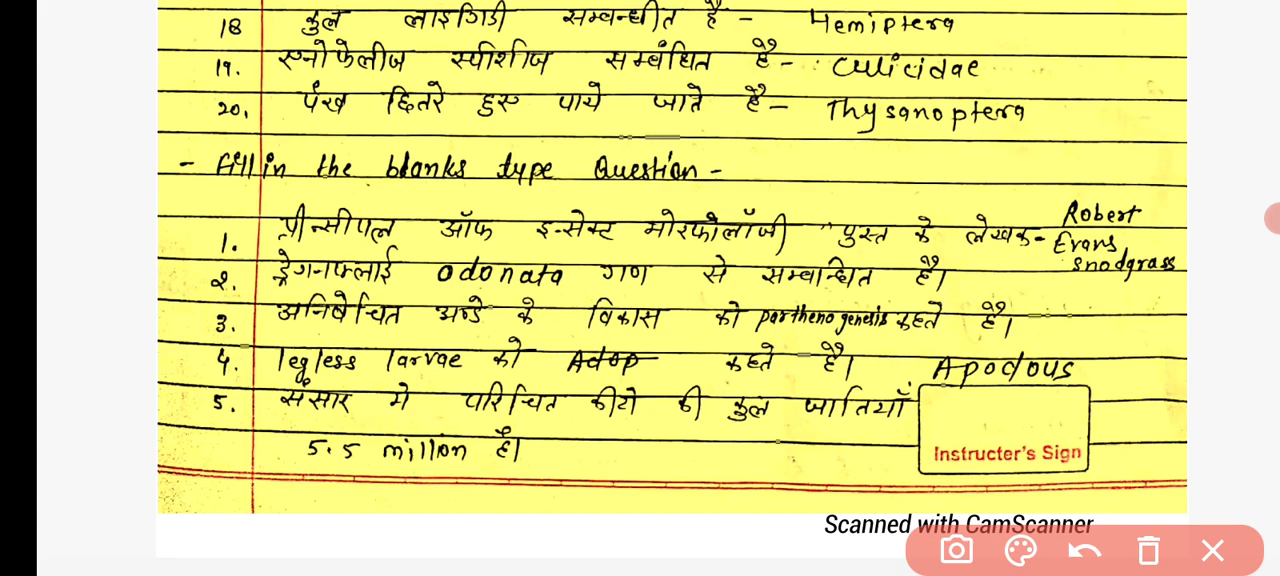 18 कुल लाइगिडी सम्बन्धीत है - Hemiptera
19. एनोफेलीज स्पीशीज सम्बंधित है - Culicidae
20. पंख छितरे हुए पाये जाते है - Thysanoptera
- Fill in the blanks type Question -
1. प्रीन्सीपल ऑफ इन्सेक्ट मोरफोलॉजी पुस्त के लेखक - Robert Evans Snodgrass
2. ड्रेगनफ्लाई odonata गण से सम्बन्धित है।
3. अनिषेचित अण्डे के विकास को parthenogenesis कहते है।
4. legless larvae को Adop कहते है। Apodous
5. संसार मे परिचित कीटो की कुल जातियाँ
5.5 million है।
Instructer's Sign
Scanned with CamScanner